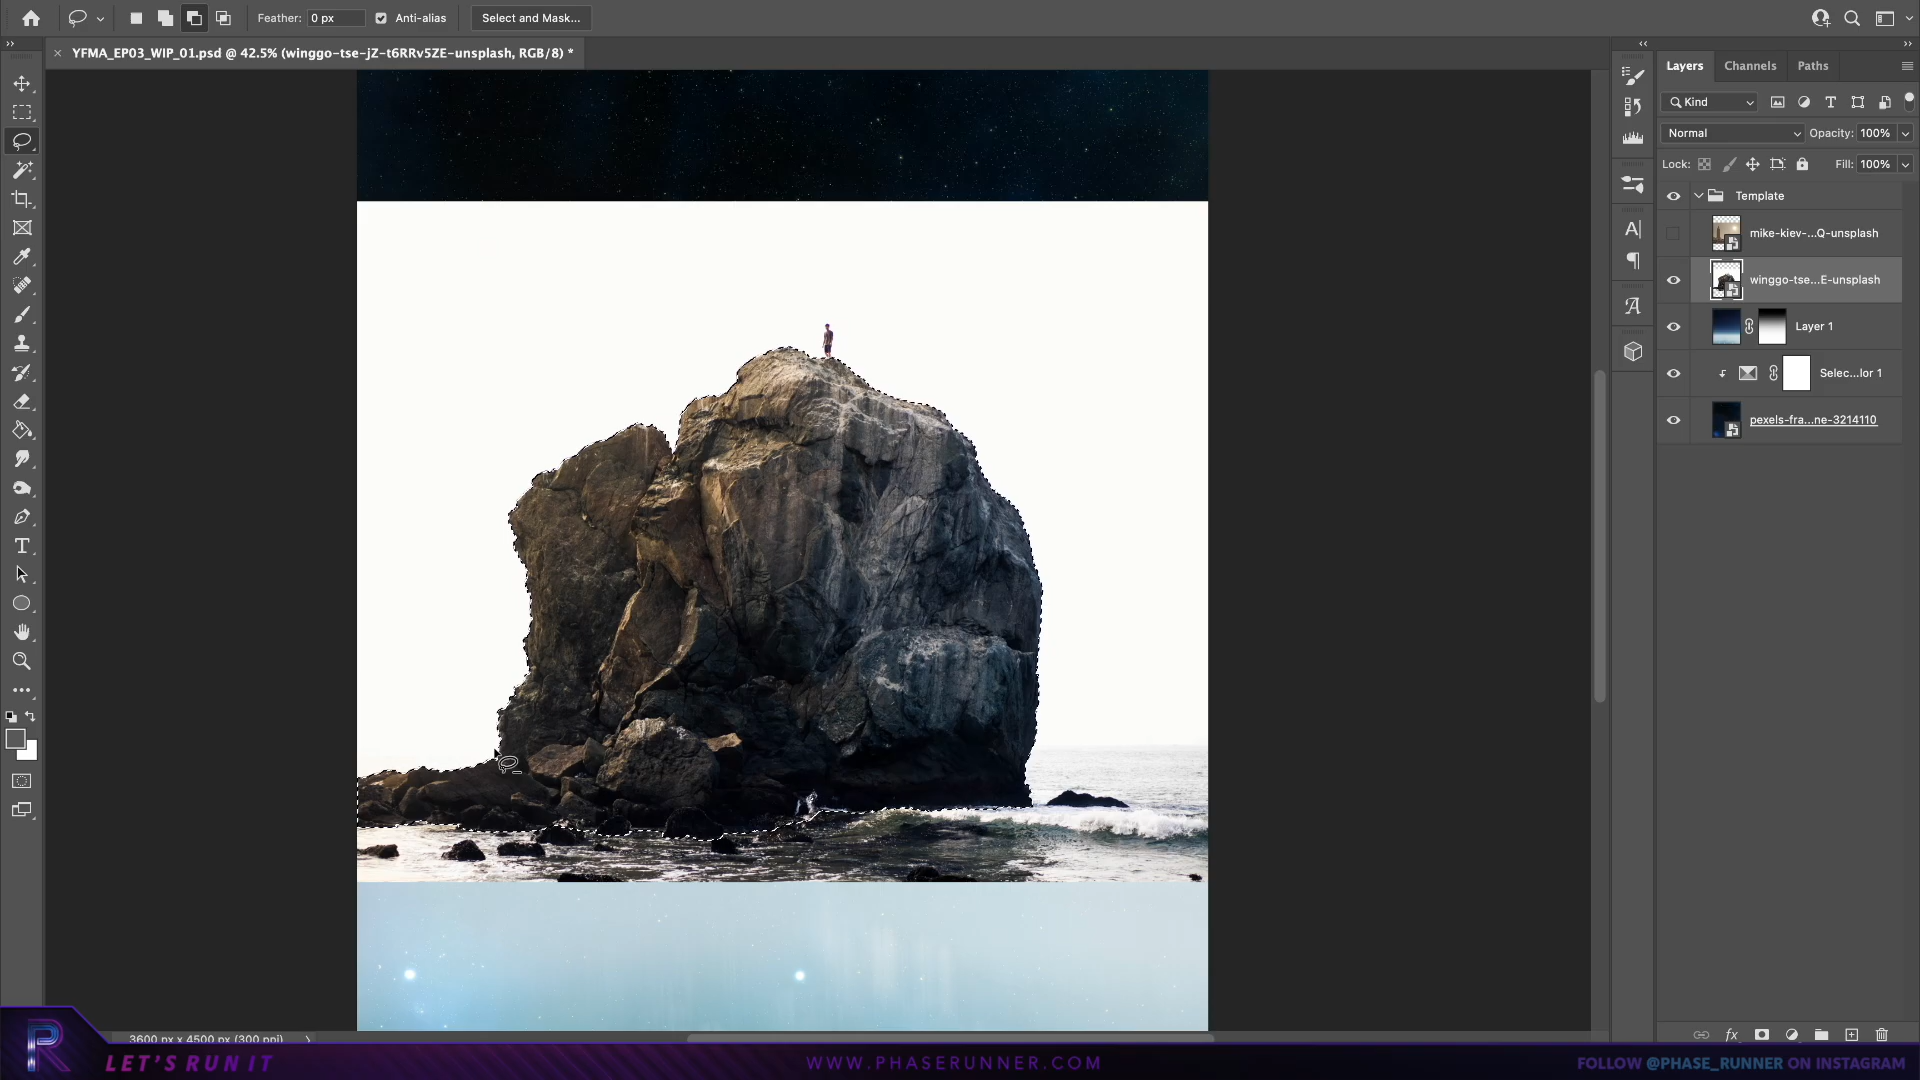 Feather: 0 px Anti-alias Select and Mask...
× YFMA_EP03_WIP_01.psd @ 42.5% (winggo-tse-jZ-t6RRv5ZE-unsplash, RGB/8) *
Layers Channels Paths
Kind
Normal Opacity: 100%
Lock: Fill: 100%
Template
mike-kiev-...Q-unsplash
winggo-tse...E-unsplash
Layer 1
Selec...lor 1
pexels-fra...ne-3214110
3600 px x 4500 px (300 ppi)
LET'S RUN IT
WWW.PHASERUNNER.COM
FOLLOW @PHASE_RUNNER ON INSTAGRAM